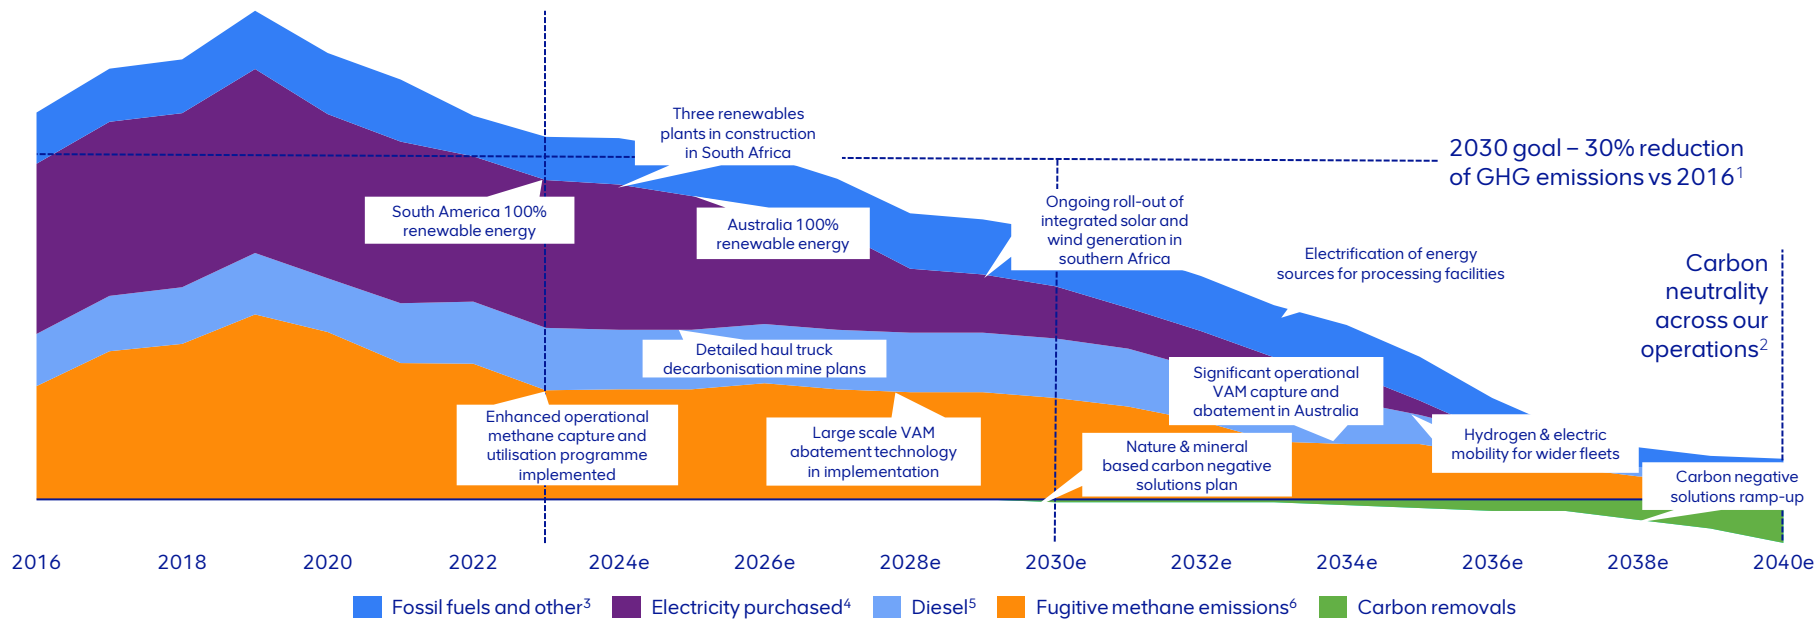 Three renewables
plants in construction
in South Africa
2030 goal – 30% reduction
of GHG emissions vs 2016¹
South America 100%
renewable energy
Australia 100%
renewable energy
Ongoing roll-out of
integrated solar and
wind generation in
southern Africa
Electrification of energy
sources for processing facilities
Carbon
neutrality
across our
operations²
Detailed haul truck
decarbonisation mine plans
Significant operational
VAM capture and
abatement in Australia
Enhanced operational
methane capture and
utilisation programme
implemented
Large scale VAM
abatement technology
in implementation
Nature & mineral
based carbon negative
solutions plan
Hydrogen & electric
mobility for wider fleets
Carbon negative
solutions ramp-up
2016 2018 2020 2022 2024e 2026e 2028e 2030e 2032e 2034e 2036e 2038e 2040e
Fossil fuels and other³ Electricity purchased⁴ Diesel⁵ Fugitive methane emissions⁶ Carbon removals